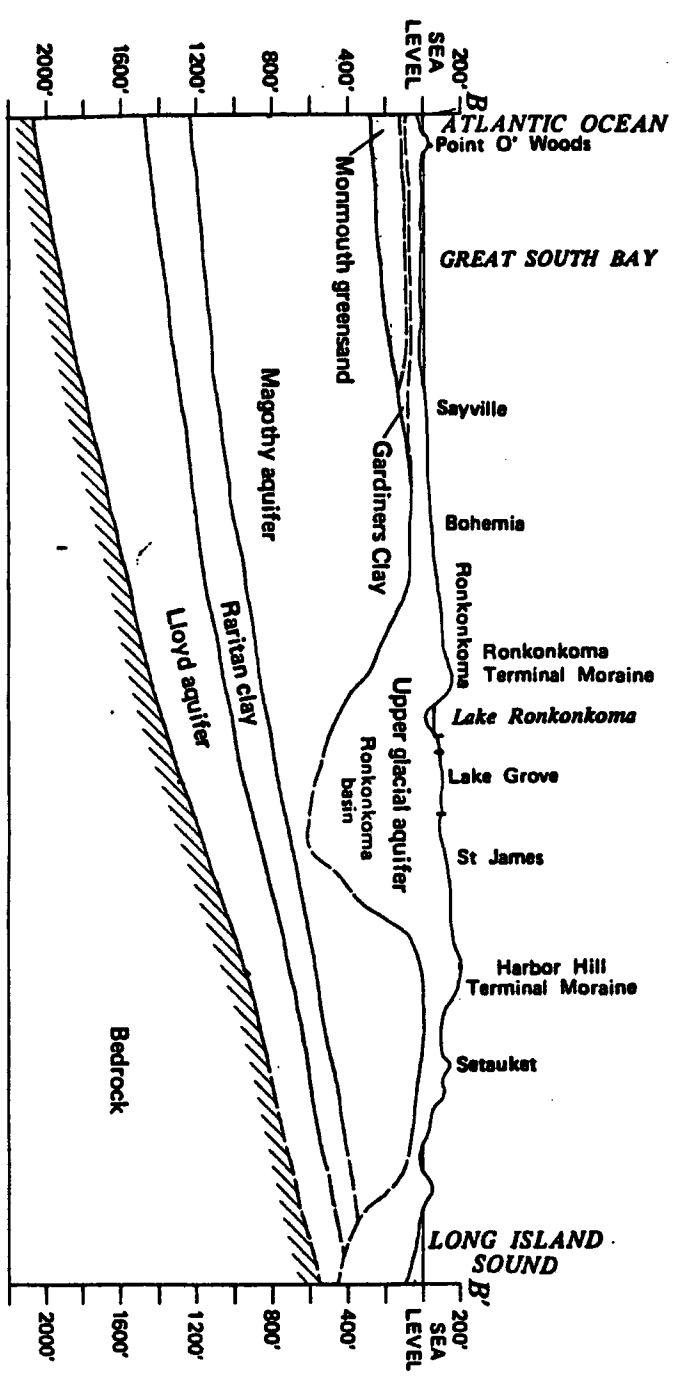 B
200'
SEA
LEVEL
400'
800'
1200'
1600'
2000'
ATLANTIC OCEAN
Point O' Woods
GREAT SOUTH BAY
Sayville
Bohemia
Ronkonkoma
Ronkonkoma
Terminal Moraine
Lake Ronkonkoma
Lake Grove
St James
Harbor Hill
Terminal Moraine
Setauket
LONG ISLAND
SOUND
Monmouth greensand
Gardiners Clay
Upper glacial aquifer
Ronkonkoma
basin
Magothy aquifer
Raritan clay
Lloyd aquifer
Bedrock
B'
200'
SEA
LEVEL
400'
800'
1200'
1600'
2000'